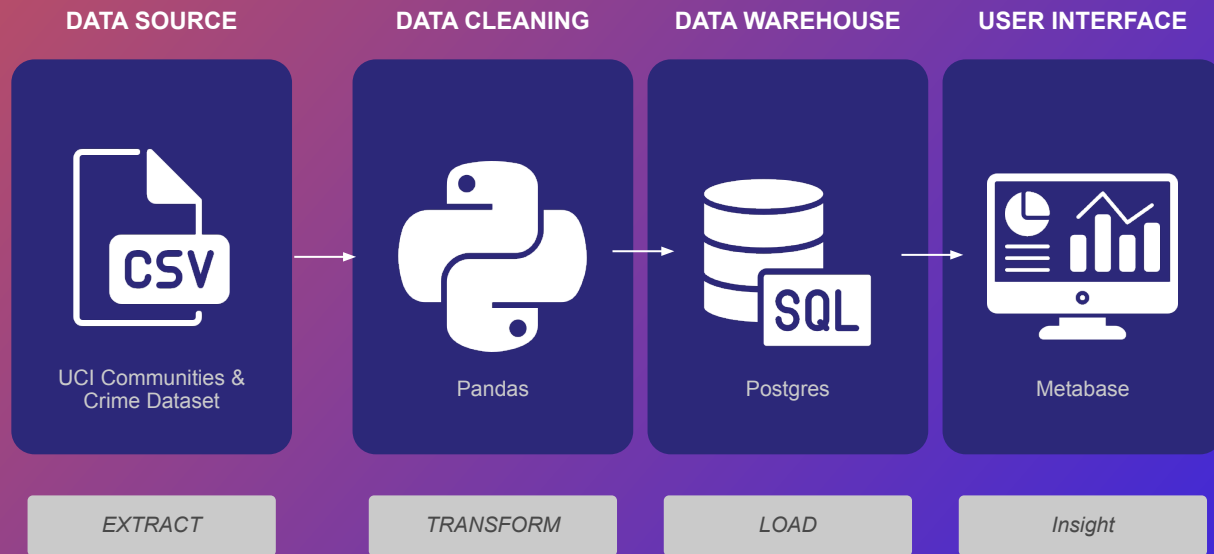 DATA SOURCE
DATA CLEANING
DATA WAREHOUSE
USER INTERFACE
CSV
SQL
UCI Communities &
Crime Dataset
Pandas
Postgres
Metabase
EXTRACT
TRANSFORM
LOAD
Insight